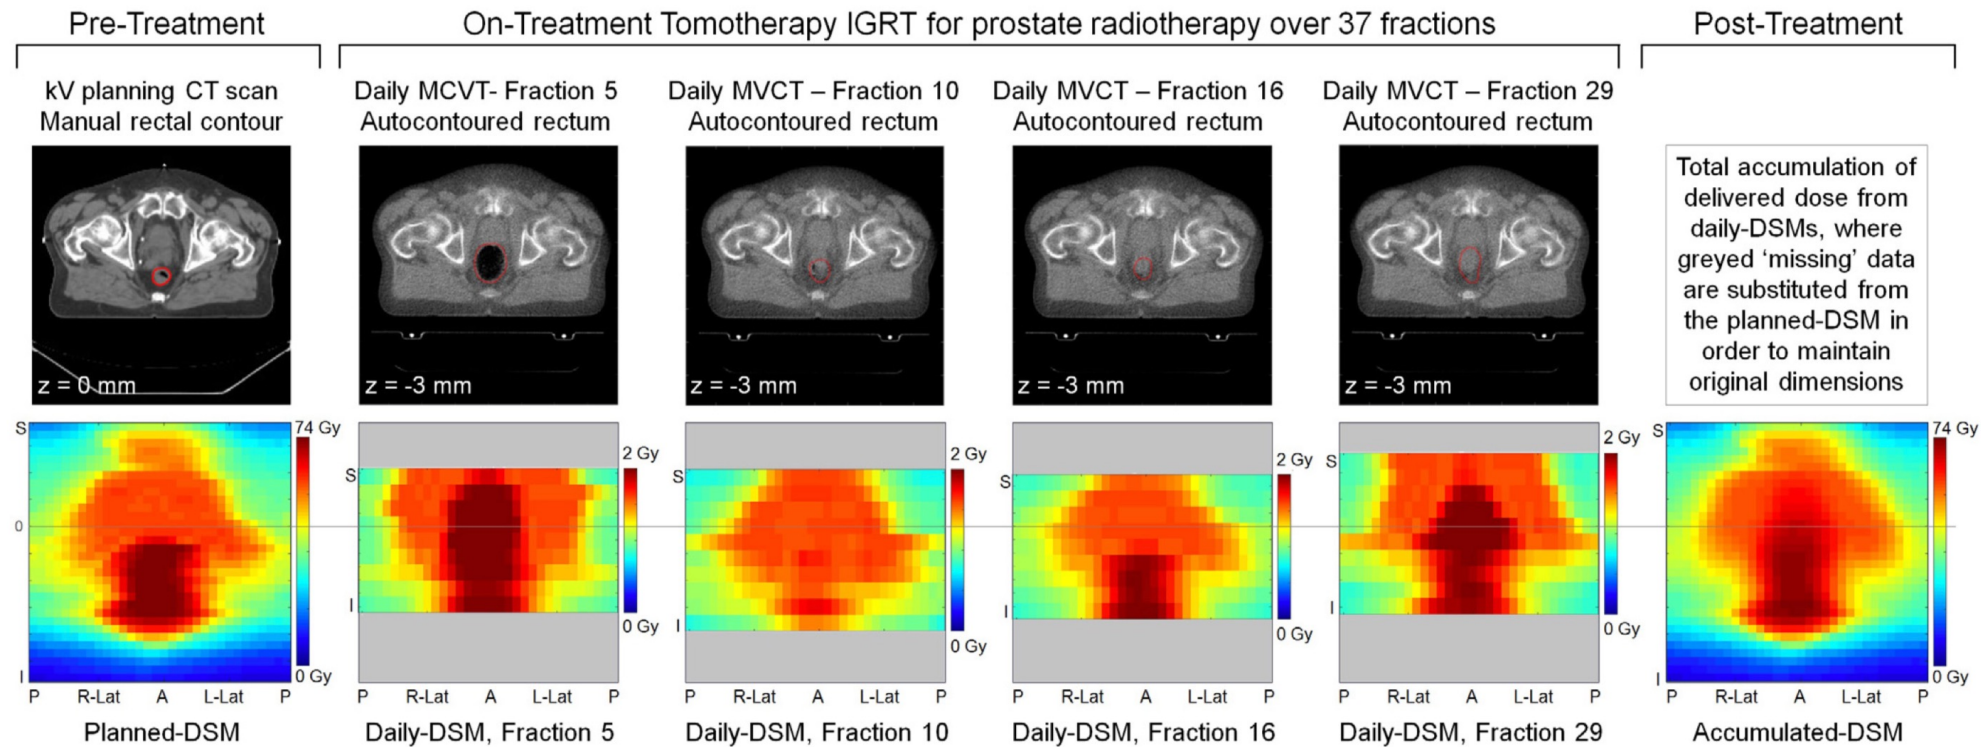 Pre-Treatment
On-Treatment Tomotherapy IGRT for prostate radiotherapy over 37 fractions
Post-Treatment
kV planning CT scan
Manual rectal contour
Daily MCVT- Fraction 5
Autocontoured rectum
Daily MVCT – Fraction 10
Autocontoured rectum
Daily MVCT – Fraction 16
Autocontoured rectum
Daily MVCT – Fraction 29
Autocontoured rectum
z = 0 mm
z = -3 mm
z = -3 mm
z = -3 mm
z = -3 mm
Total accumulation of
delivered dose from
daily-DSMs, where
greyed ‘missing’ data
are substituted from
the planned-DSM in
order to maintain
original dimensions
S
0
I
74 Gy
0 Gy
P R-Lat A L-Lat P
Planned-DSM
S
I
2 Gy
0 Gy
P R-Lat A L-Lat P
Daily-DSM, Fraction 5
S
I
2 Gy
0 Gy
P R-Lat A L-Lat P
Daily-DSM, Fraction 10
S
I
2 Gy
0 Gy
P R-Lat A L-Lat P
Daily-DSM, Fraction 16
S
I
2 Gy
0 Gy
P R-Lat A L-Lat P
Daily-DSM, Fraction 29
S
I
74 Gy
0 Gy
P R-Lat A L-Lat P
Accumulated-DSM